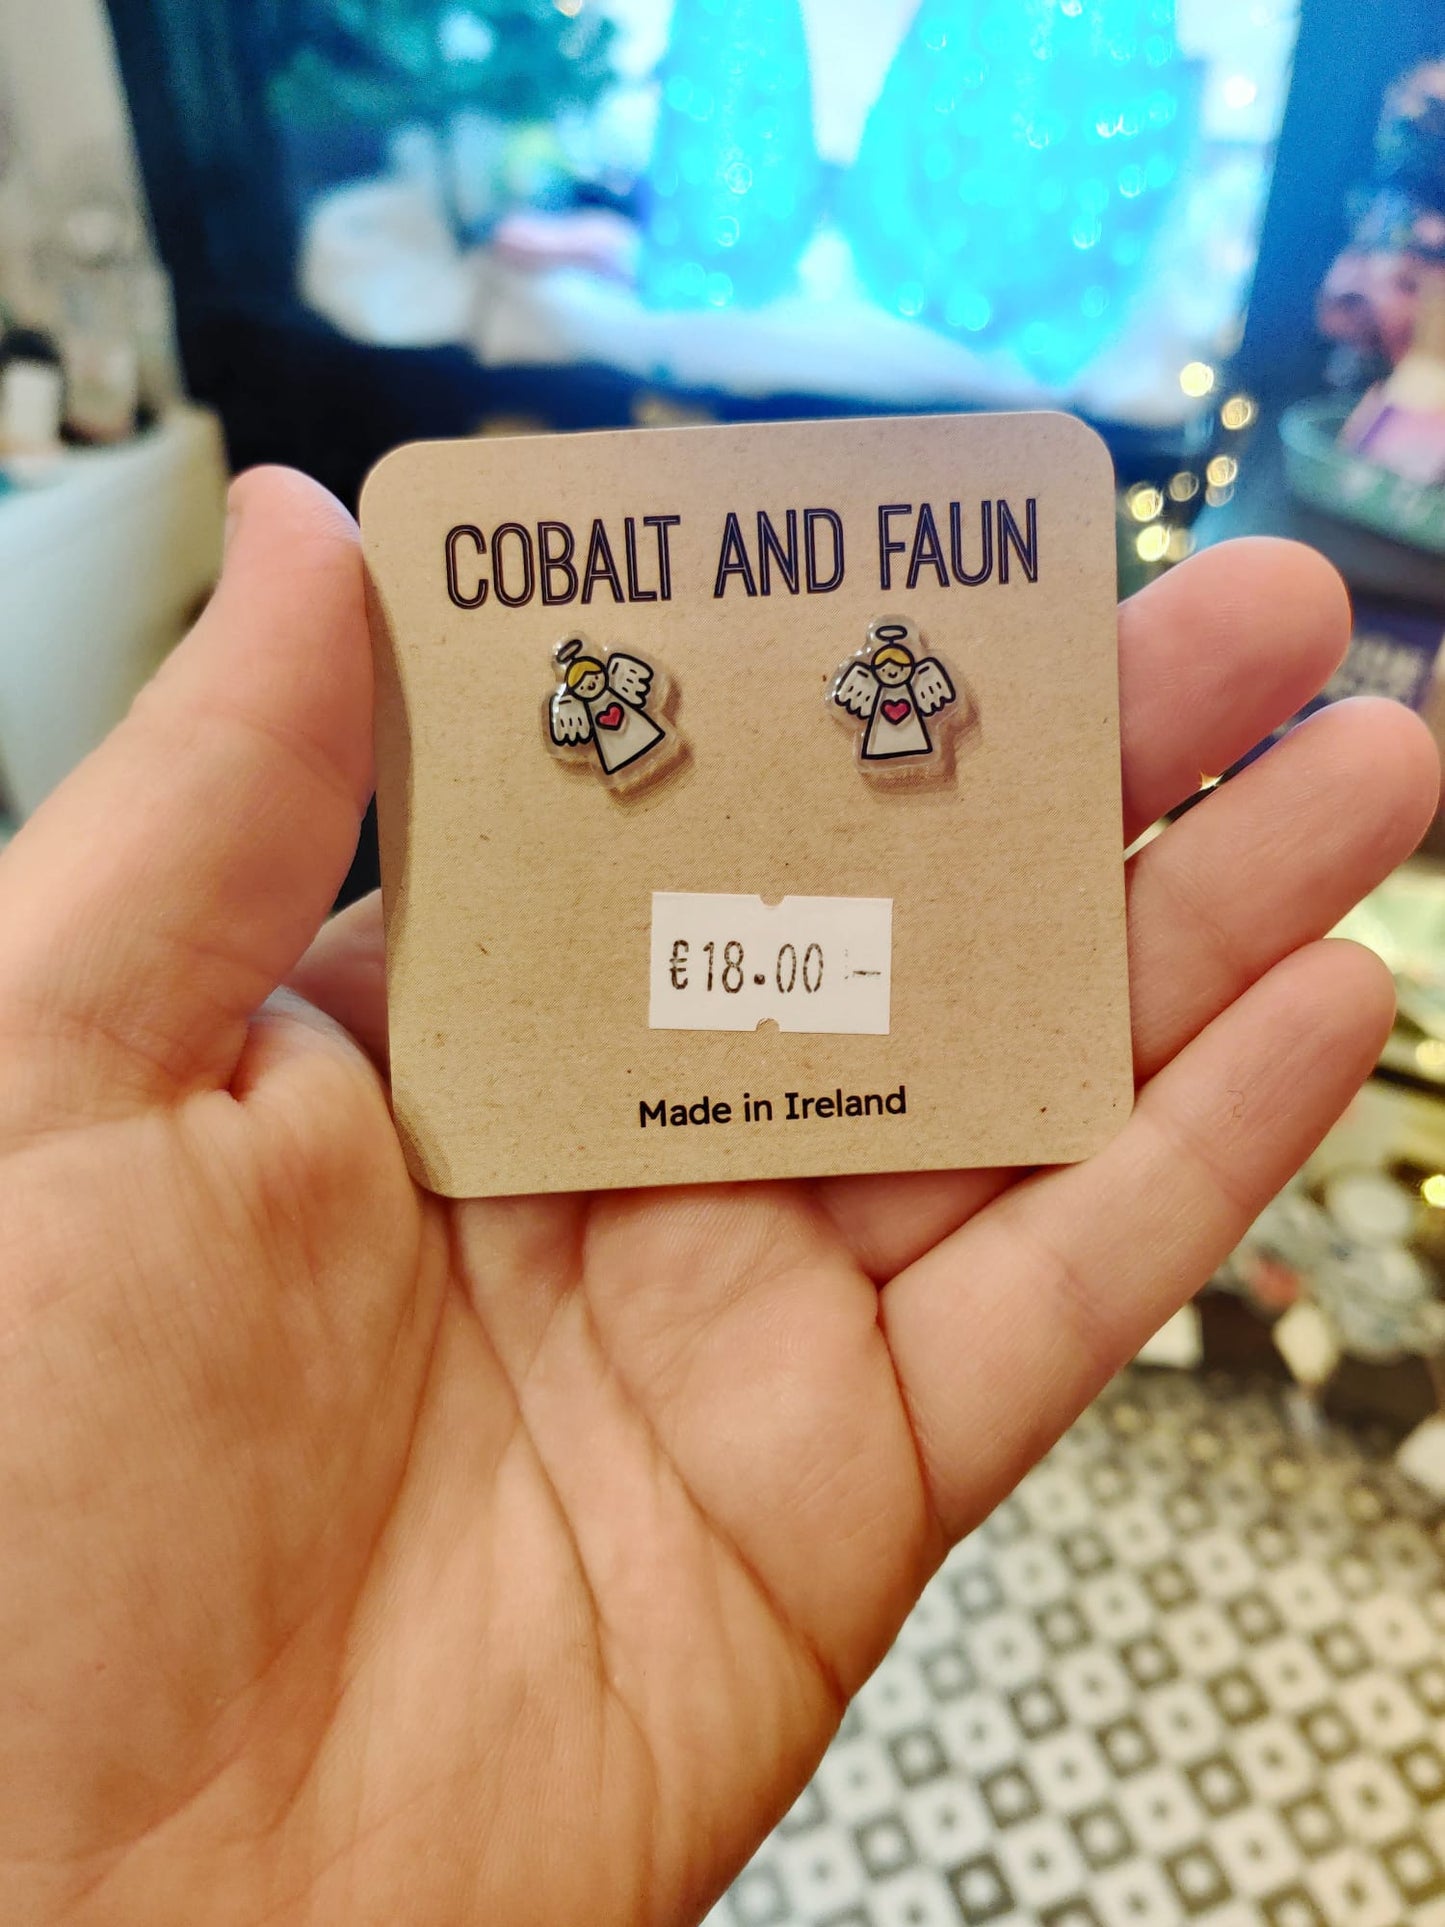 COBALT AND FAUN
€18.00
Made in Ireland